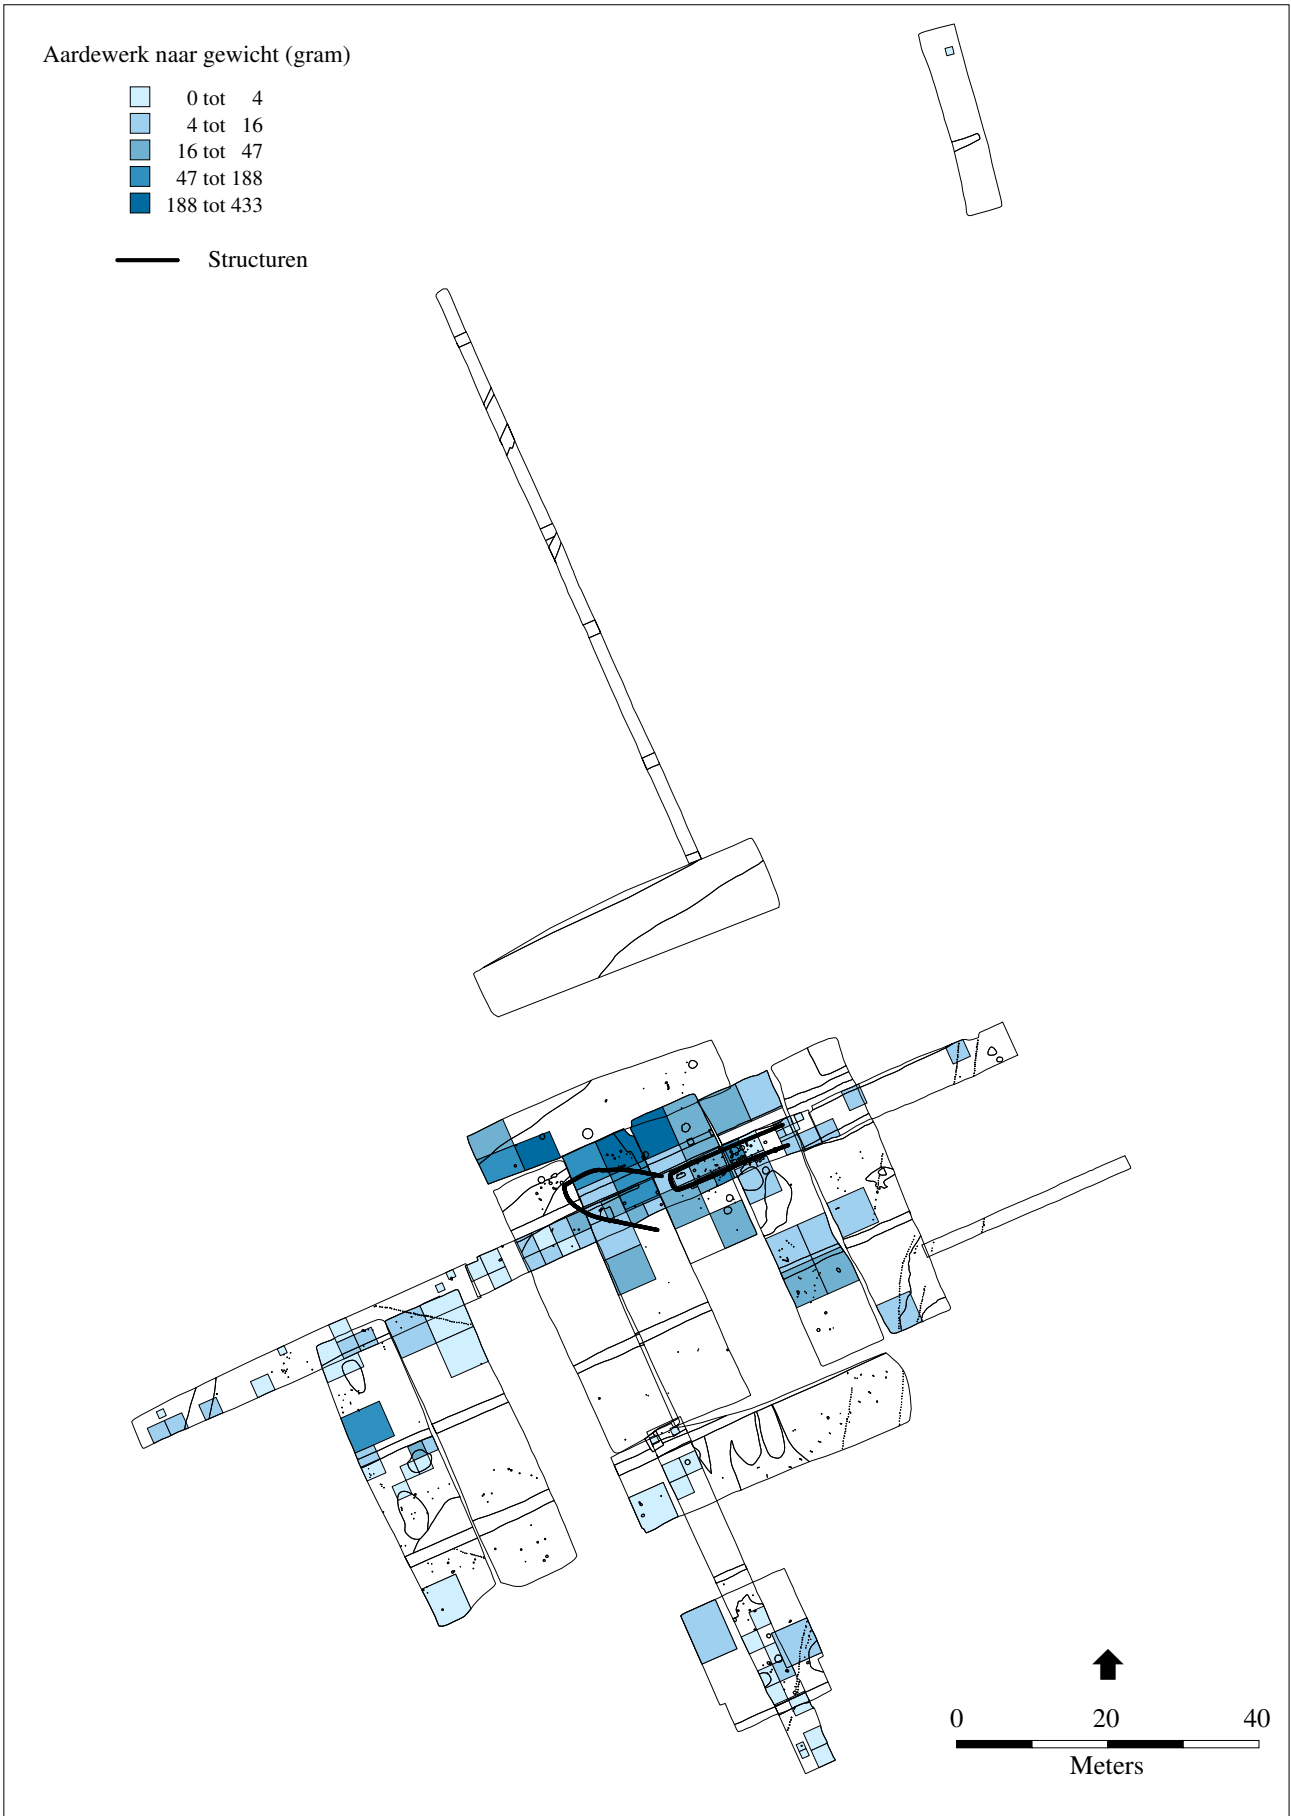 Aardewerk naar gewicht (gram)
0 tot 4
4 tot 16
16 tot 47
47 tot 188
188 tot 433
Structuren
0 20 40
Meters